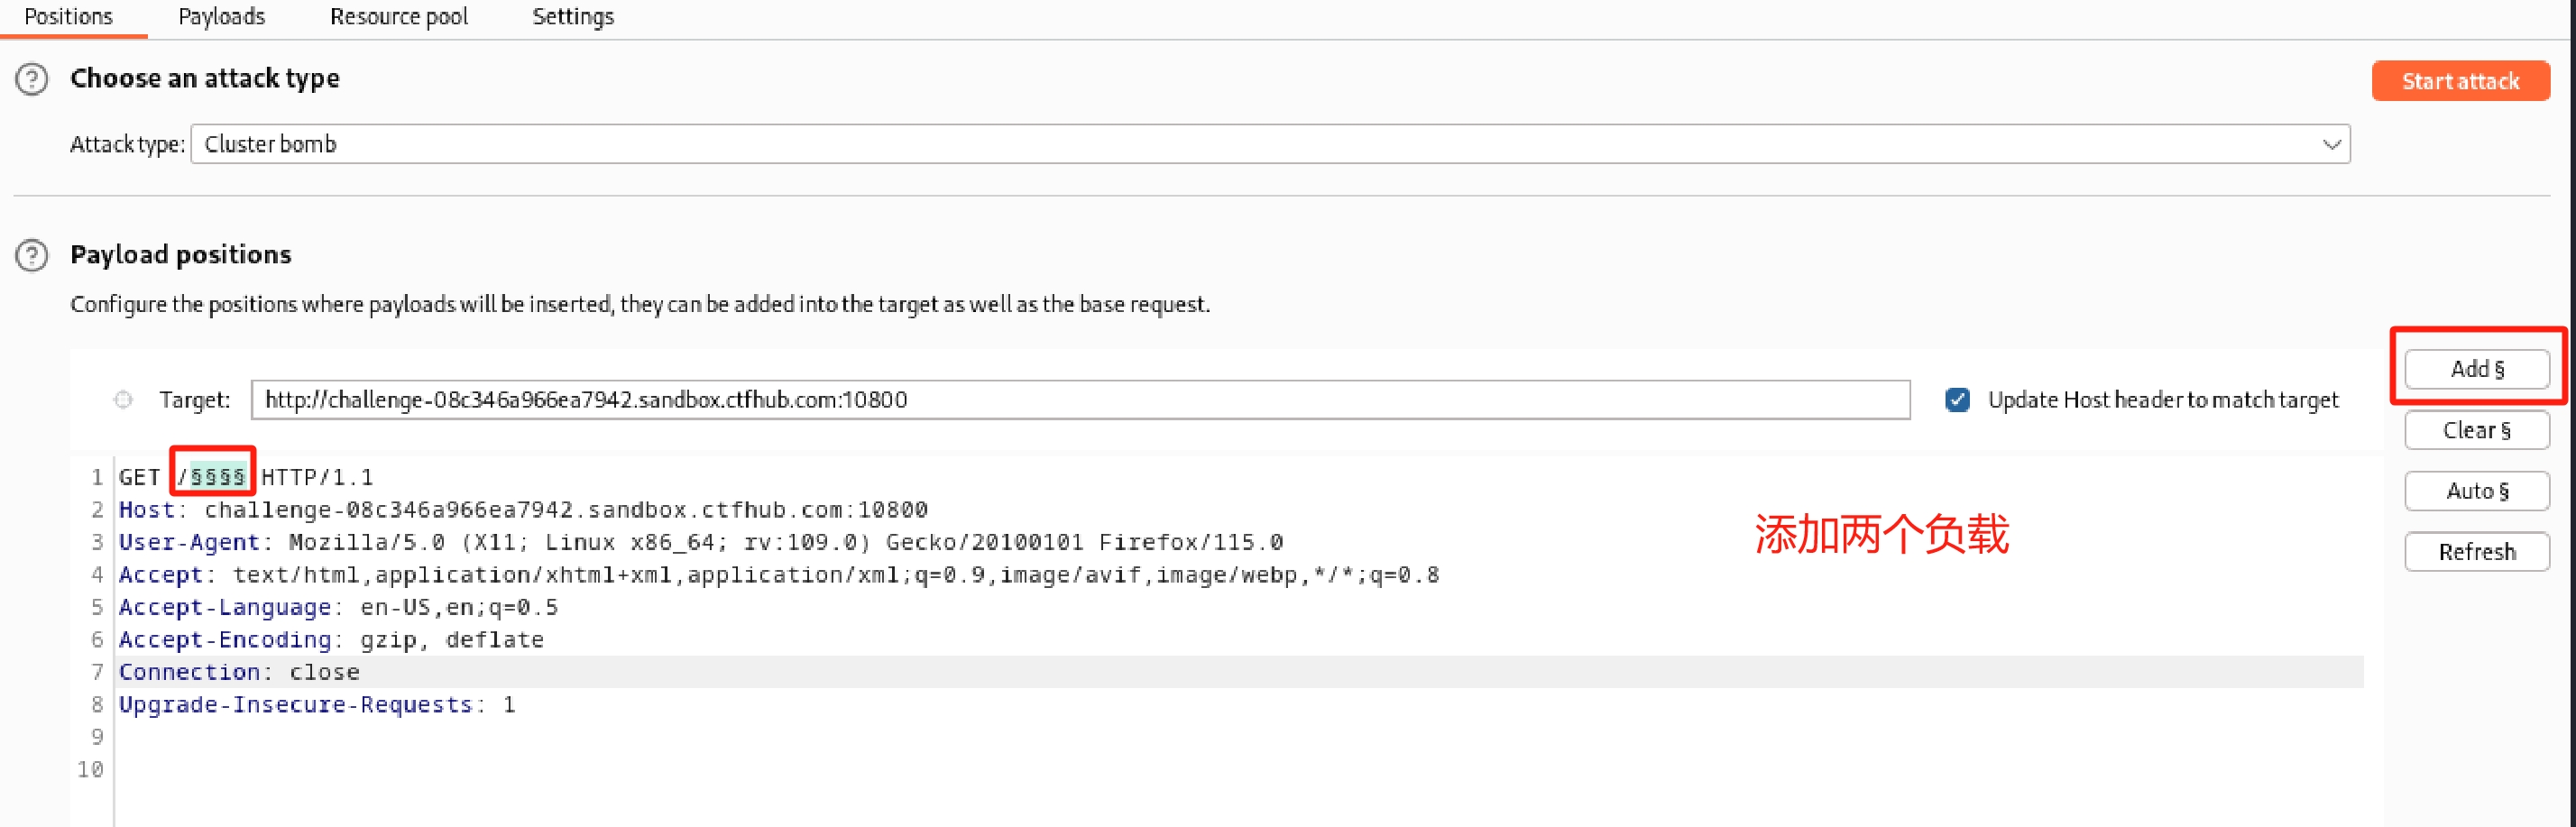 Positions Payloads Resource pool Settings
Choose an attack type
Start attack
Attack type: Cluster bomb
Payload positions
Configure the positions where payloads will be inserted, they can be added into the target as well as the base request.
Add §
Target: http://challenge-08c346a966ea7942.sandbox.ctfhub.com:10800
Update Host header to match target
Clear §
1 GET /§§§§ HTTP/1.1
Auto §
2 Host: challenge-08c346a966ea7942.sandbox.ctfhub.com:10800
添加两个负载
3 User-Agent: Mozilla/5.0 (X11; Linux x86_64; rv:109.0) Gecko/20100101 Firefox/115.0
Refresh
4 Accept: text/html,application/xhtml+xml,application/xml;q=0.9,image/avif,image/webp,*/*;q=0.8
5 Accept-Language: en-US,en;q=0.5
6 Accept-Encoding: gzip, deflate
7 Connection: close
8 Upgrade-Insecure-Requests: 1
9
10